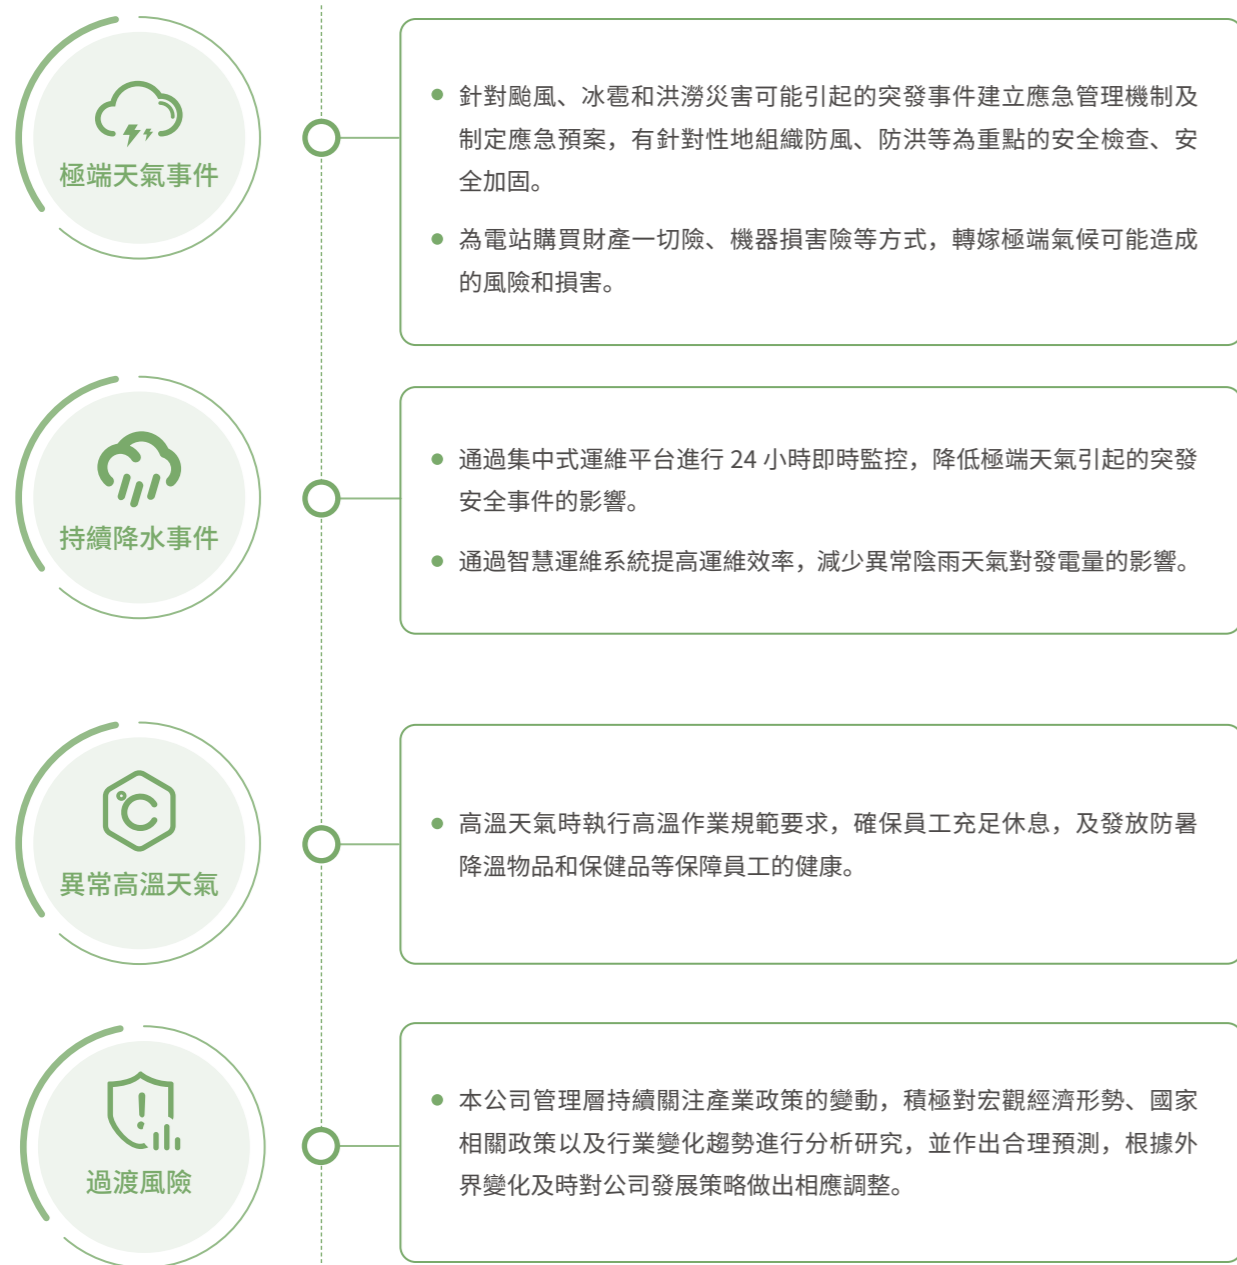 極端天氣事件
針對颱風、冰雹和洪澇災害可能引起的突發事件建立應急管理機制及
制定應急預案，有針對性地組織防風、防洪等為重點的安全檢查、安
全加固。
為電站購買財產一切險、機器損害險等方式，轉嫁極端氣候可能造成
的風險和損害。
持續降水事件
通過集中式運維平台進行 24 小時即時監控，降低極端天氣引起的突發
安全事件的影響。
通過智慧運維系統提高運維效率，減少異常陰雨天氣對發電量的影響。
異常高溫天氣
高溫天氣時執行高溫作業規範要求，確保員工充足休息，及發放防暑
降溫物品和保健品等保障員工的健康。
過渡風險
本公司管理層持續關注產業政策的變動，積極對宏觀經濟形勢、國家
相關政策以及行業變化趨勢進行分析研究，並作出合理預測，根據外
界變化及時對公司發展策略做出相應調整。